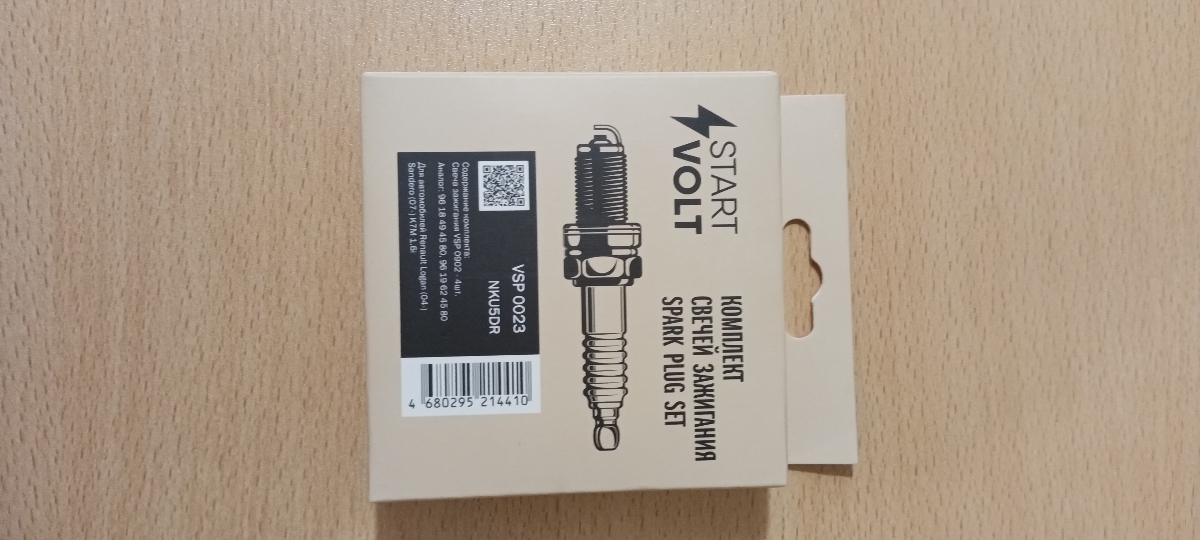 START
VOLT
КОМПЛЕКТ
СВЕЧЕЙ ЗАЖИГАНИЯ
SPARK PLUG SET
VSP 0023
NKU5DR
Содержание комплекта:
Свеча зажигания VSP 0902 - 4шт.
Аналог: 96 18 49 45 80, 96 19 62 45 80
Для автомобилей Renault Logan (04-)
Sandero (07-) K7M 1.6i
4 680295 214410